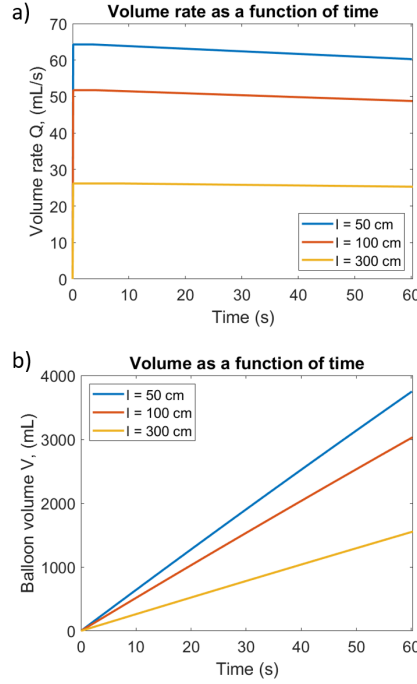 a)
Volume rate as a function of time
70
60
50
40
30
20
10
0
Volume rate Q, (mL/s)
l = 50 cm
l = 100 cm
l = 300 cm
0 10 20 30 40 50 60
Time (s)
b)
Volume as a function of time
4000
3000
2000
1000
0
Balloon volume V, (mL)
l = 50 cm
l = 100 cm
l = 300 cm
0 10 20 30 40 50 60
Time (s)